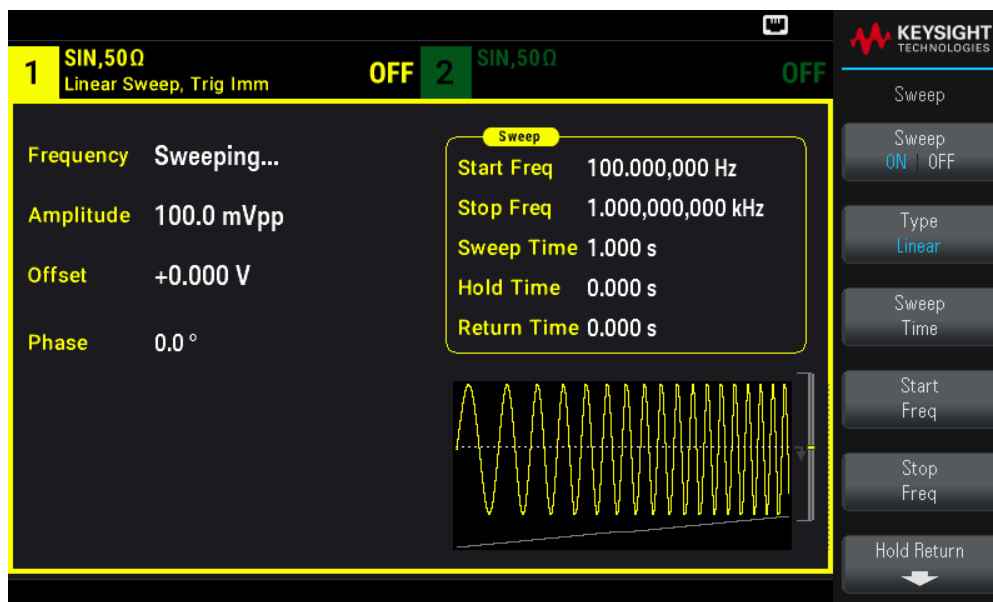 KEYSIGHT
TECHNOLOGIES
1
SIN,50Ω
Linear Sweep, Trig Imm
OFF
2
SIN,50Ω
OFF
Frequency Sweeping...
Amplitude 100.0 mVpp
Offset +0.000 V
Phase 0.0 °
Sweep
Start Freq 100.000,000 Hz
Stop Freq 1.000,000,000 kHz
Sweep Time 1.000 s
Hold Time 0.000 s
Return Time 0.000 s
Sweep
Sweep
ON | OFF
Type
Linear
Sweep
Time
Start
Freq
Stop
Freq
Hold Return